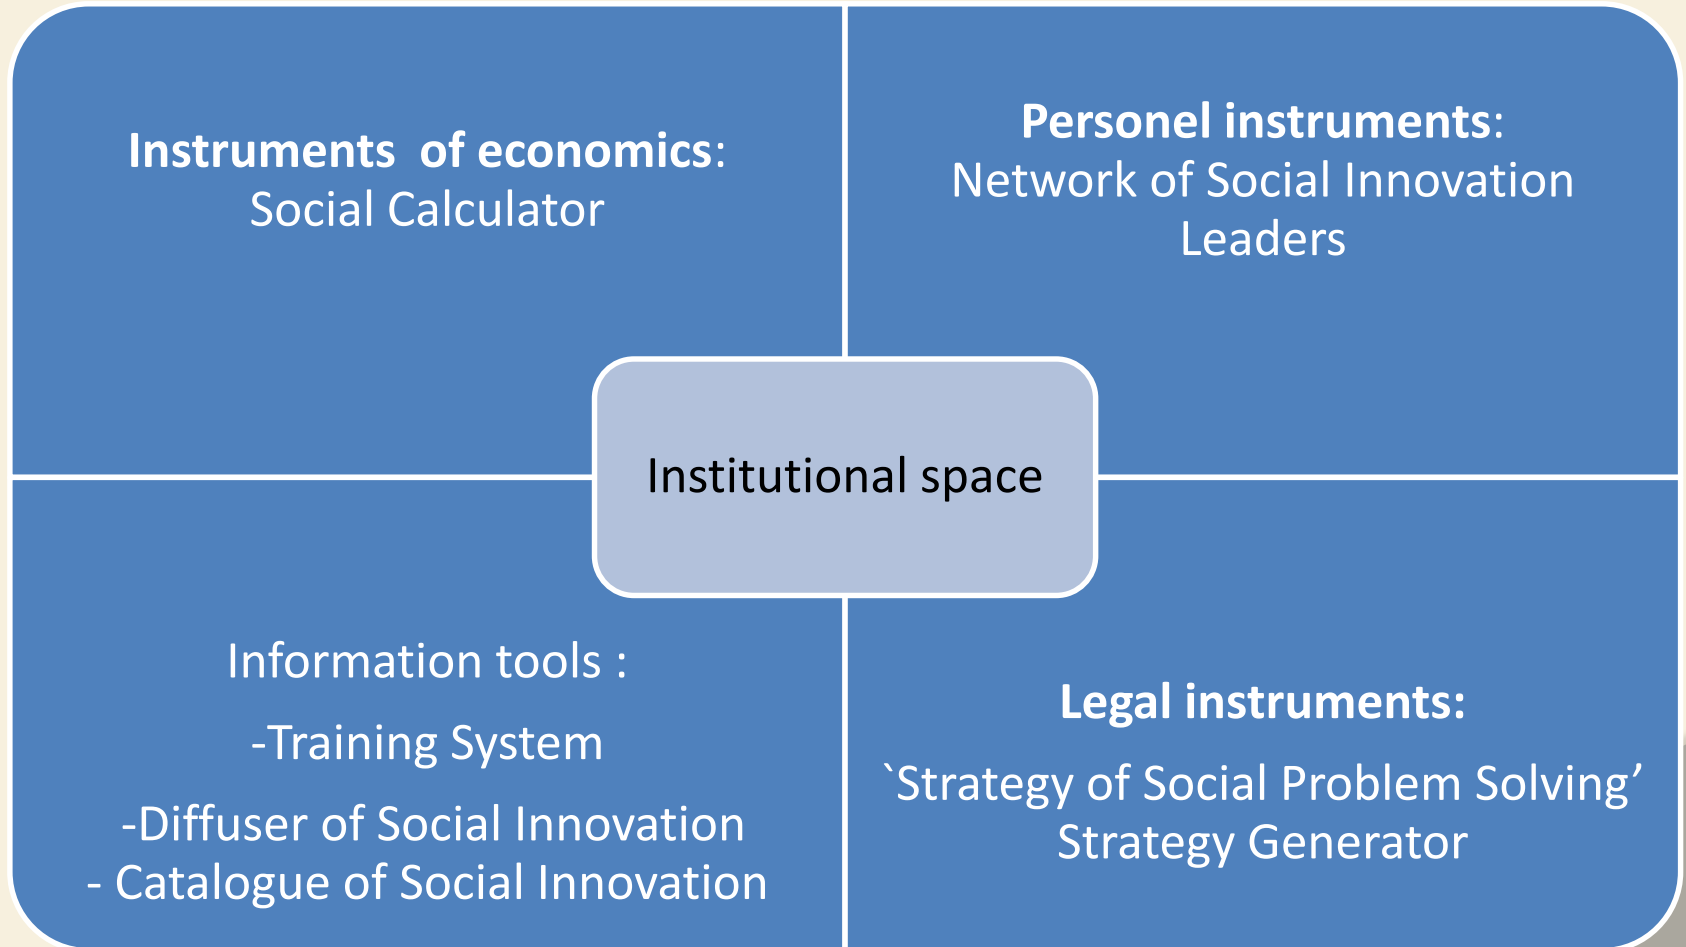 Instruments  of economics:
Social Calculator
Personel instruments:
Network of Social Innovation
Leaders
Institutional space
Information tools :
-Training System
-Diffuser of Social Innovation
- Catalogue of Social Innovation
Legal instruments:
`Strategy of Social Problem Solving’
Strategy Generator